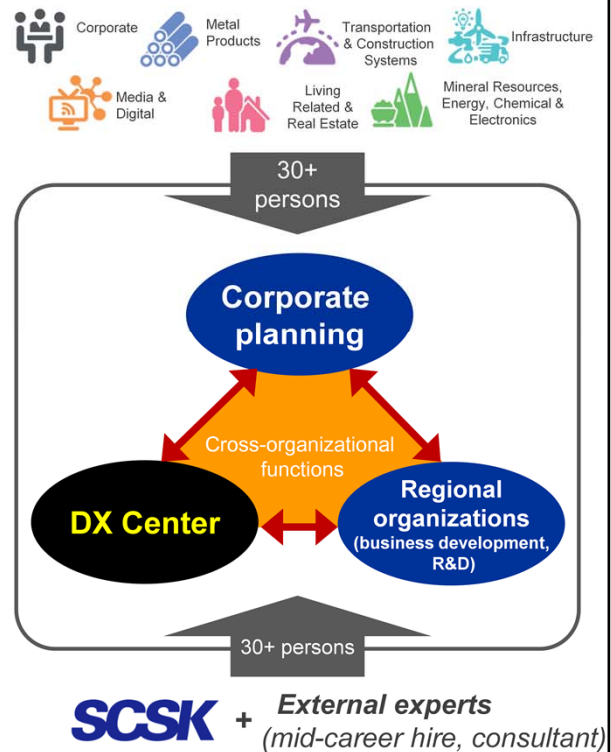 Corporate
Metal
Products
Transportation
& Construction
Systems
Infrastructure
Media &
Digital
Living
Related &
Real Estate
Mineral Resources,
Energy, Chemical &
Electronics
30+
persons
Corporate
planning
Cross-organizational
functions
DX Center
Regional
organizations
(business development,
R&D)
30+ persons
SCSK + External experts
(mid-career hire, consultant)